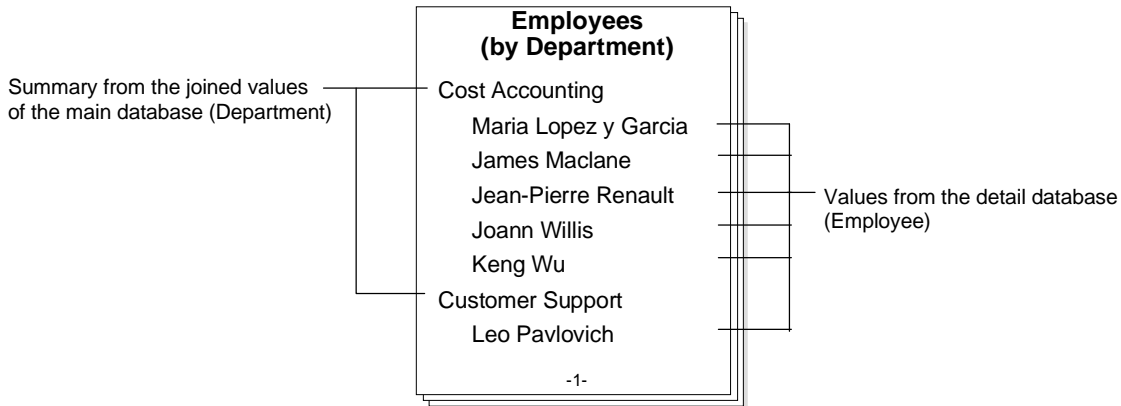 Employees
(by Department)
Summary from the joined values
of the main database (Department)
Cost Accounting
Maria Lopez y Garcia
James Maclane
Jean-Pierre Renault
Joann Willis
Keng Wu
Customer Support
Leo Pavlovich
-1-
Values from the detail database
(Employee)